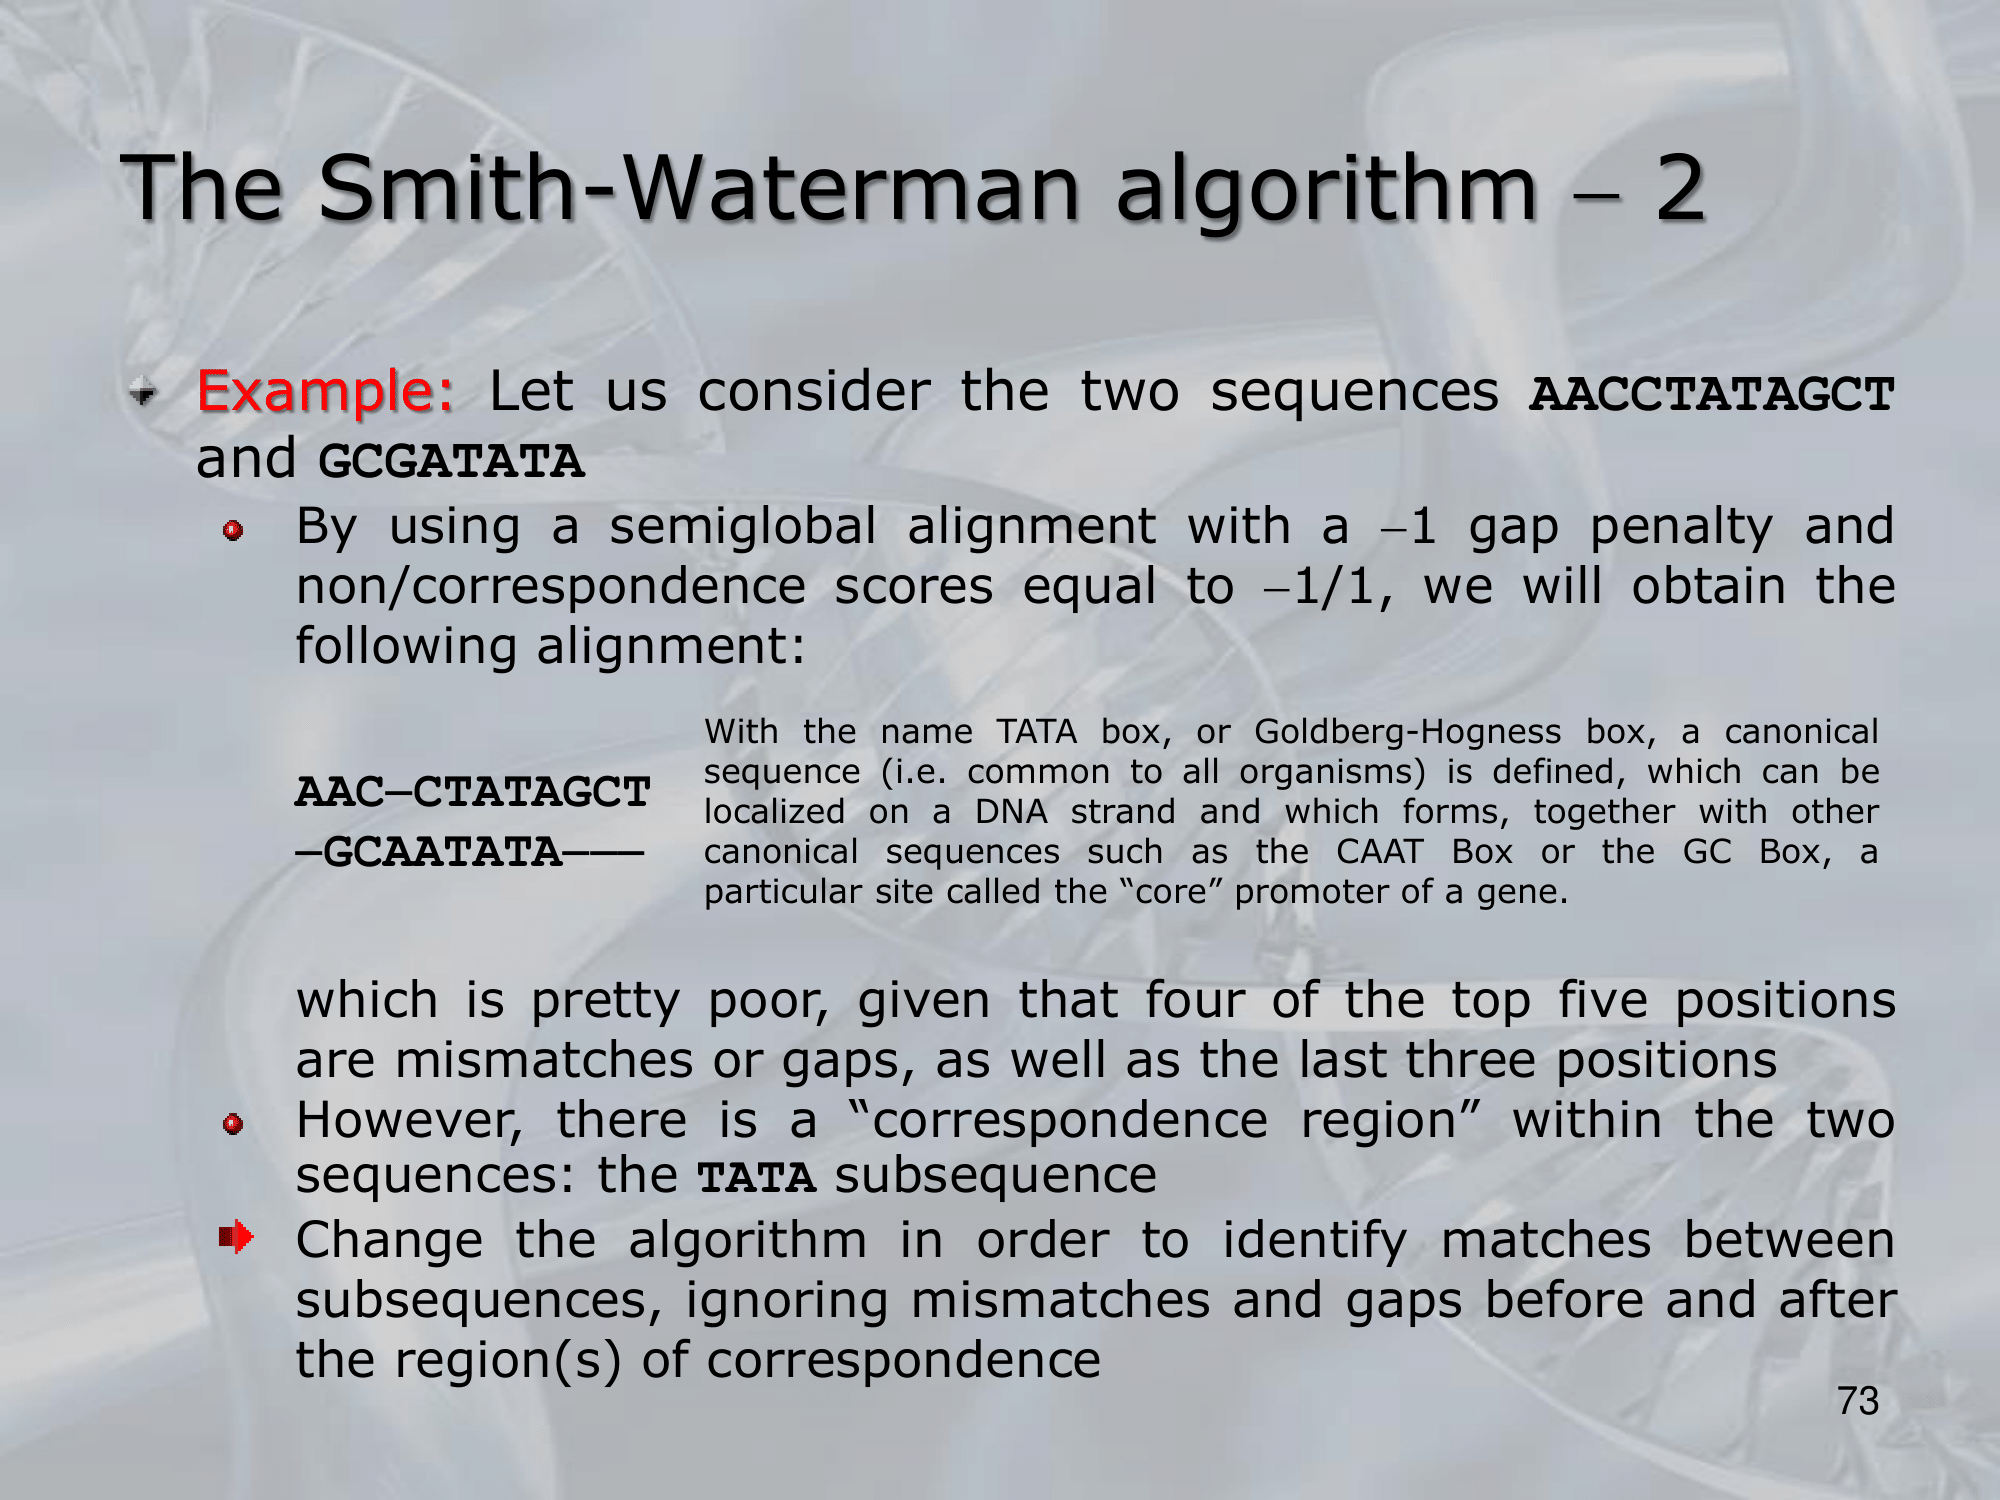 The Smith-Waterman algorithm – 2
Example: Let us consider the two sequences AACCTATAGCT
and GCGATATA
By using a semiglobal alignment with a –1 gap penalty and
non/correspondence scores equal to –1/1, we will obtain the
following alignment:
AAC–CTATAGCT
–GCAATATA–––
With the name TATA box, or Goldberg-Hogness box, a canonical
sequence (i.e. common to all organisms) is defined, which can be
localized on a DNA strand and which forms, together with other
canonical sequences such as the CAAT Box or the GC Box, a
particular site called the “core” promoter of a gene.
which is pretty poor, given that four of the top five positions
are mismatches or gaps, as well as the last three positions
However, there is a “correspondence region” within the two
sequences: the TATA subsequence
Change the algorithm in order to identify matches between
subsequences, ignoring mismatches and gaps before and after
the region(s) of correspondence
73